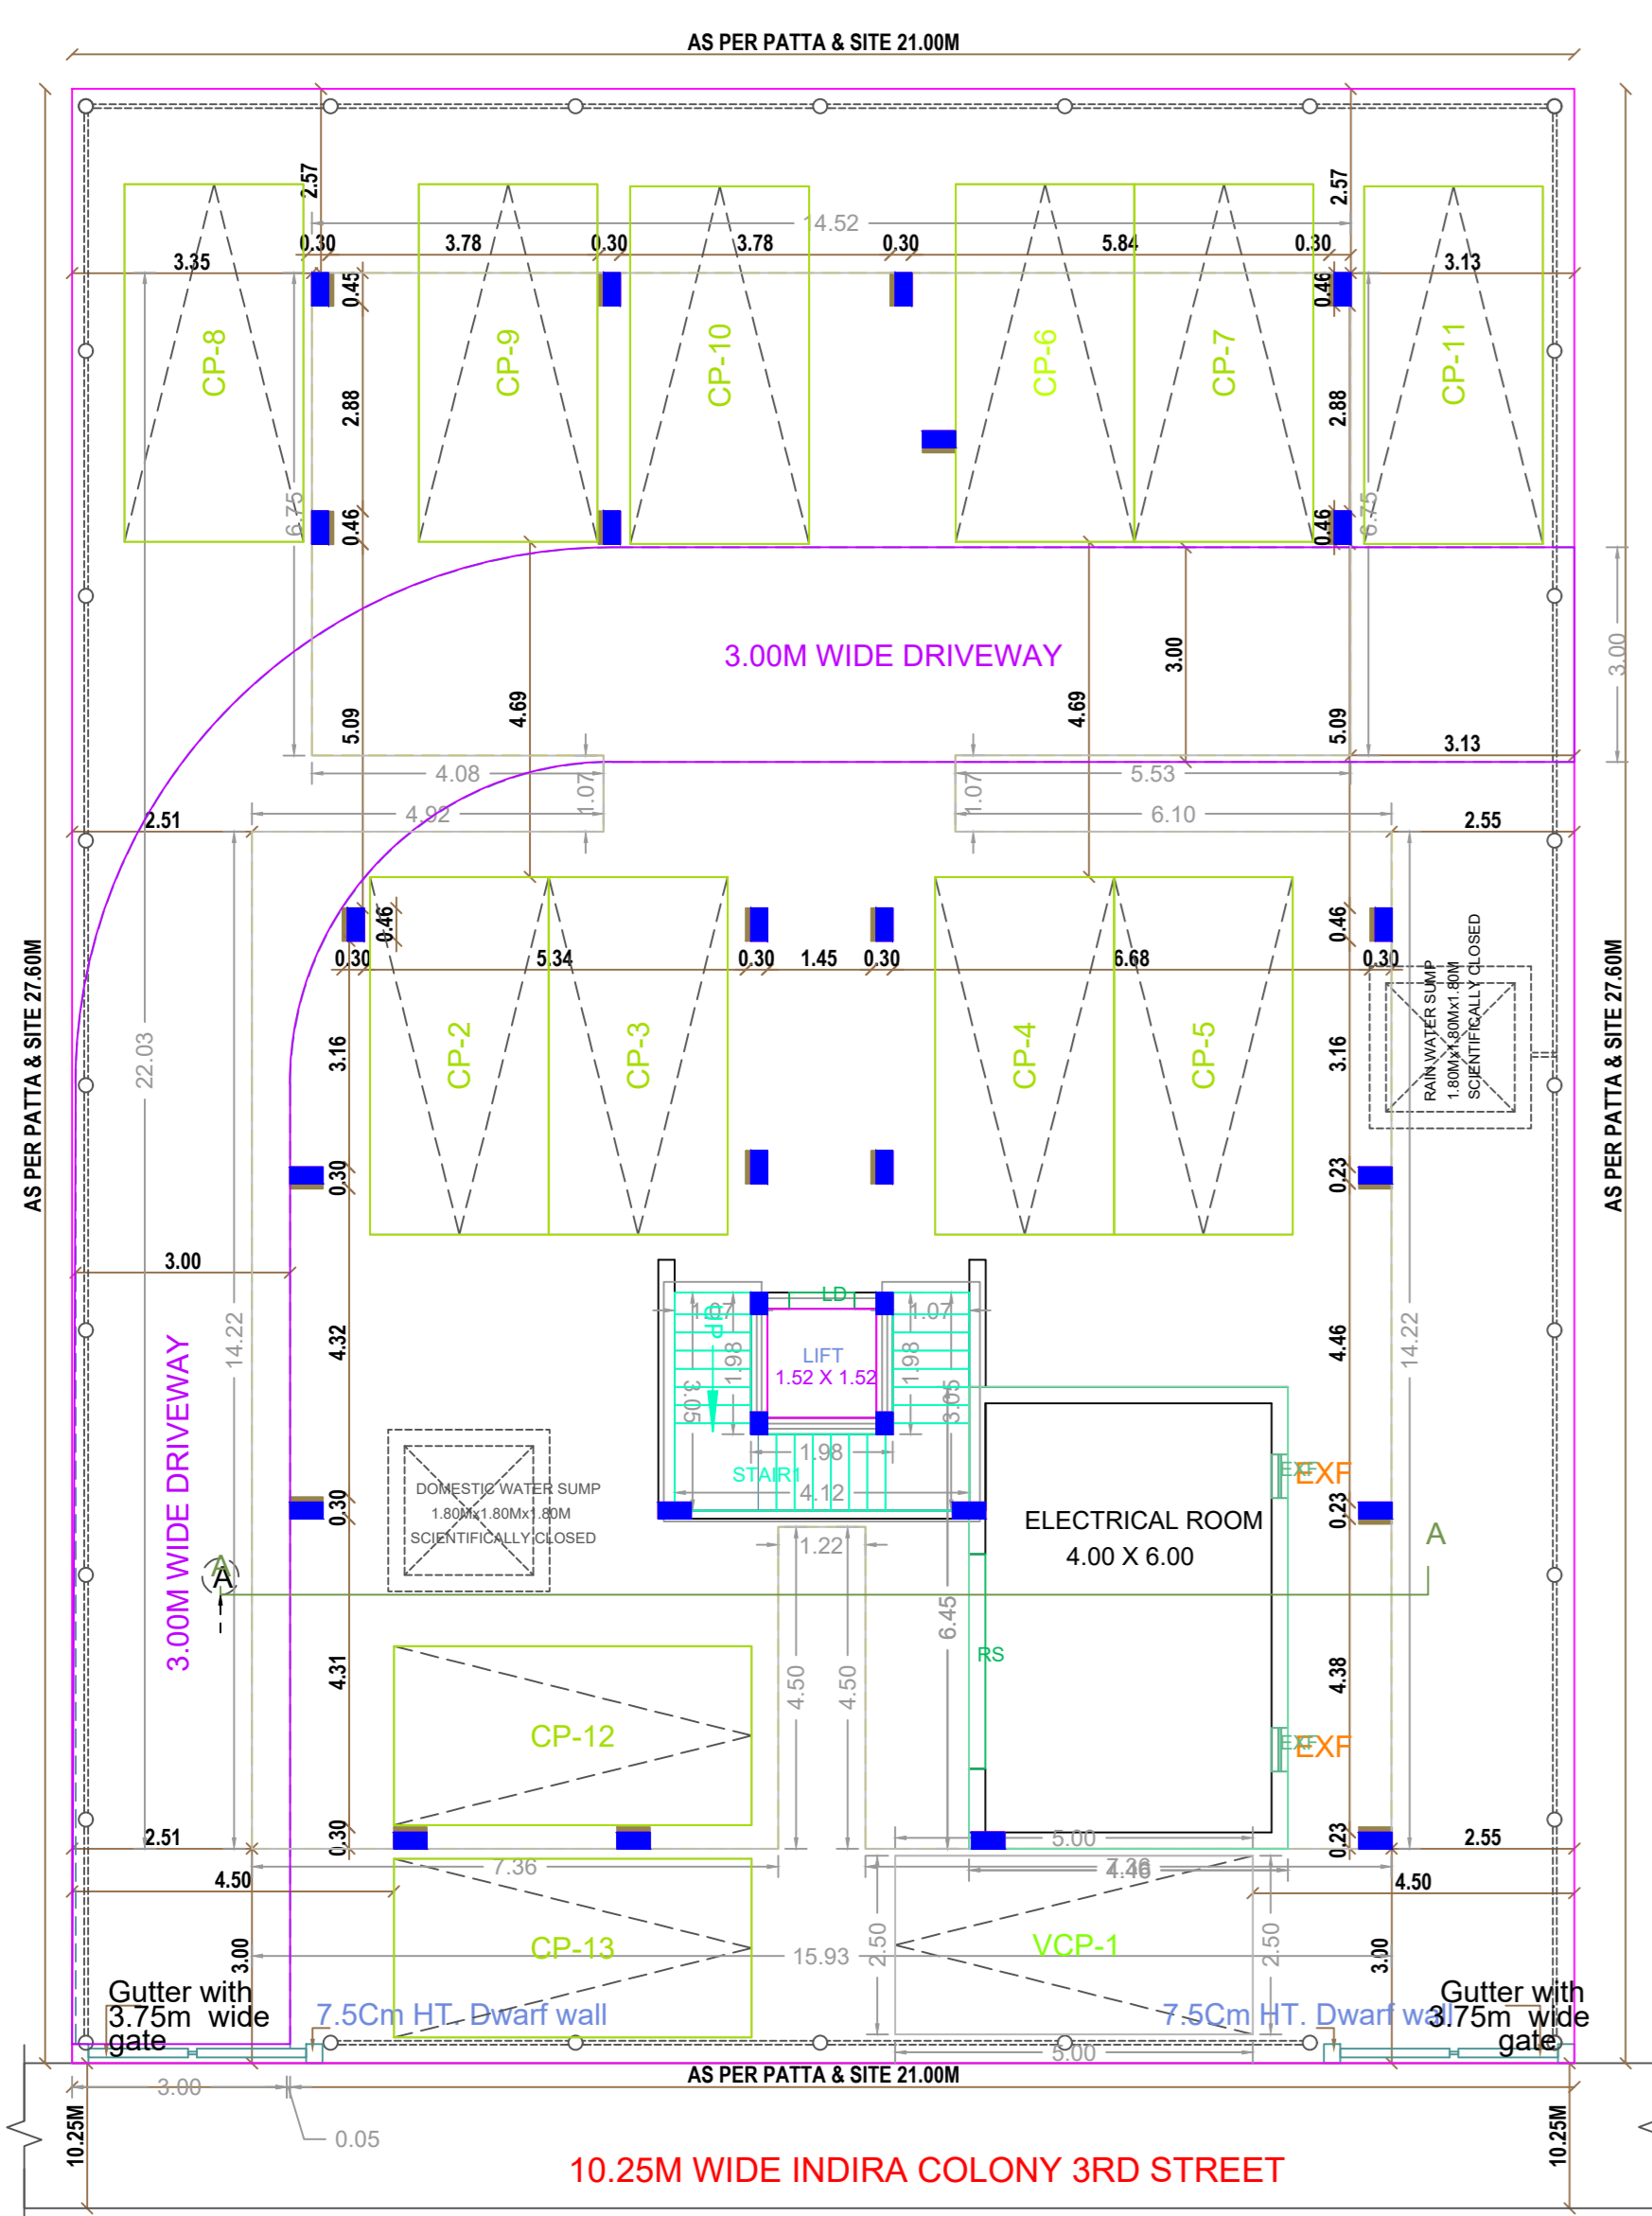 AS PER PATTA & SITE 21.00M
2.57
2.57
14.52
0.30
3.78
0.30
3.78
0.30
5.84
0.30
3.35
3.13
0.45
0.46
CP-8
CP-9
CP-10
CP-6
CP-7
CP-11
2.88
2.88
6.75
0.46
0.46
6.75
3.00M WIDE DRIVEWAY
3.00
3.00
4.69
4.69
5.09
5.09
3.13
4.08
1.07
1.07
5.53
2.51
4.92
6.10
2.55
0.46
0.46
0.30
5.34
0.30
1.45
0.30
6.68
0.30
AS PER PATTA & SITE 27.60M
AS PER PATTA & SITE 27.60M
RAIN WATER SUMP
1.80Mx1.80Mx1.80M
SCIENTIFICALLY CLOSED
22.03
3.16
CP-2
CP-3
CP-4
CP-5
3.16
0.30
0.23
3.00
LD
1.07
UP
1.07
14.22
4.32
1.98
LIFT
1.52 X 1.52
1.98
4.46
14.22
3.05
3.05
1.98
STAIR1
4.12
3.00M WIDE DRIVEWAY
DOMESTIC WATER SUMP
1.80Mx1.80Mx1.80M
SCIENTIFICALLY CLOSED
0.30
EXF
EXF
0.23
ELECTRICAL ROOM
4.00 X 6.00
1.22
A
A
A
6.45
RS
4.31
4.50
4.50
4.38
CP-12
EXF
EXF
2.51
0.30
5.00
0.23
2.55
7.36
7.36
4.46
4.50
4.50
3.00
CP-13
15.93
2.50
VCP-1
2.50
3.00
Gutter with
3.75m wide
gate
7.5Cm HT. Dwarf wall
7.5Cm HT. Dwarf wall
Gutter with
3.75m wide
gate
5.00
AS PER PATTA & SITE 21.00M
3.00
0.05
10.25M
10.25M
10.25M WIDE INDIRA COLONY 3RD STREET